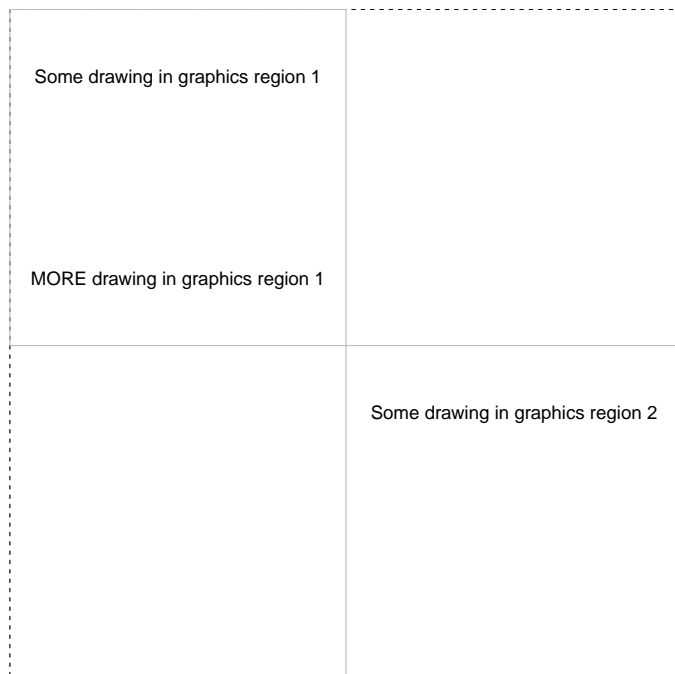 Some drawing in graphics region 1
MORE drawing in graphics region 1
Some drawing in graphics region 2